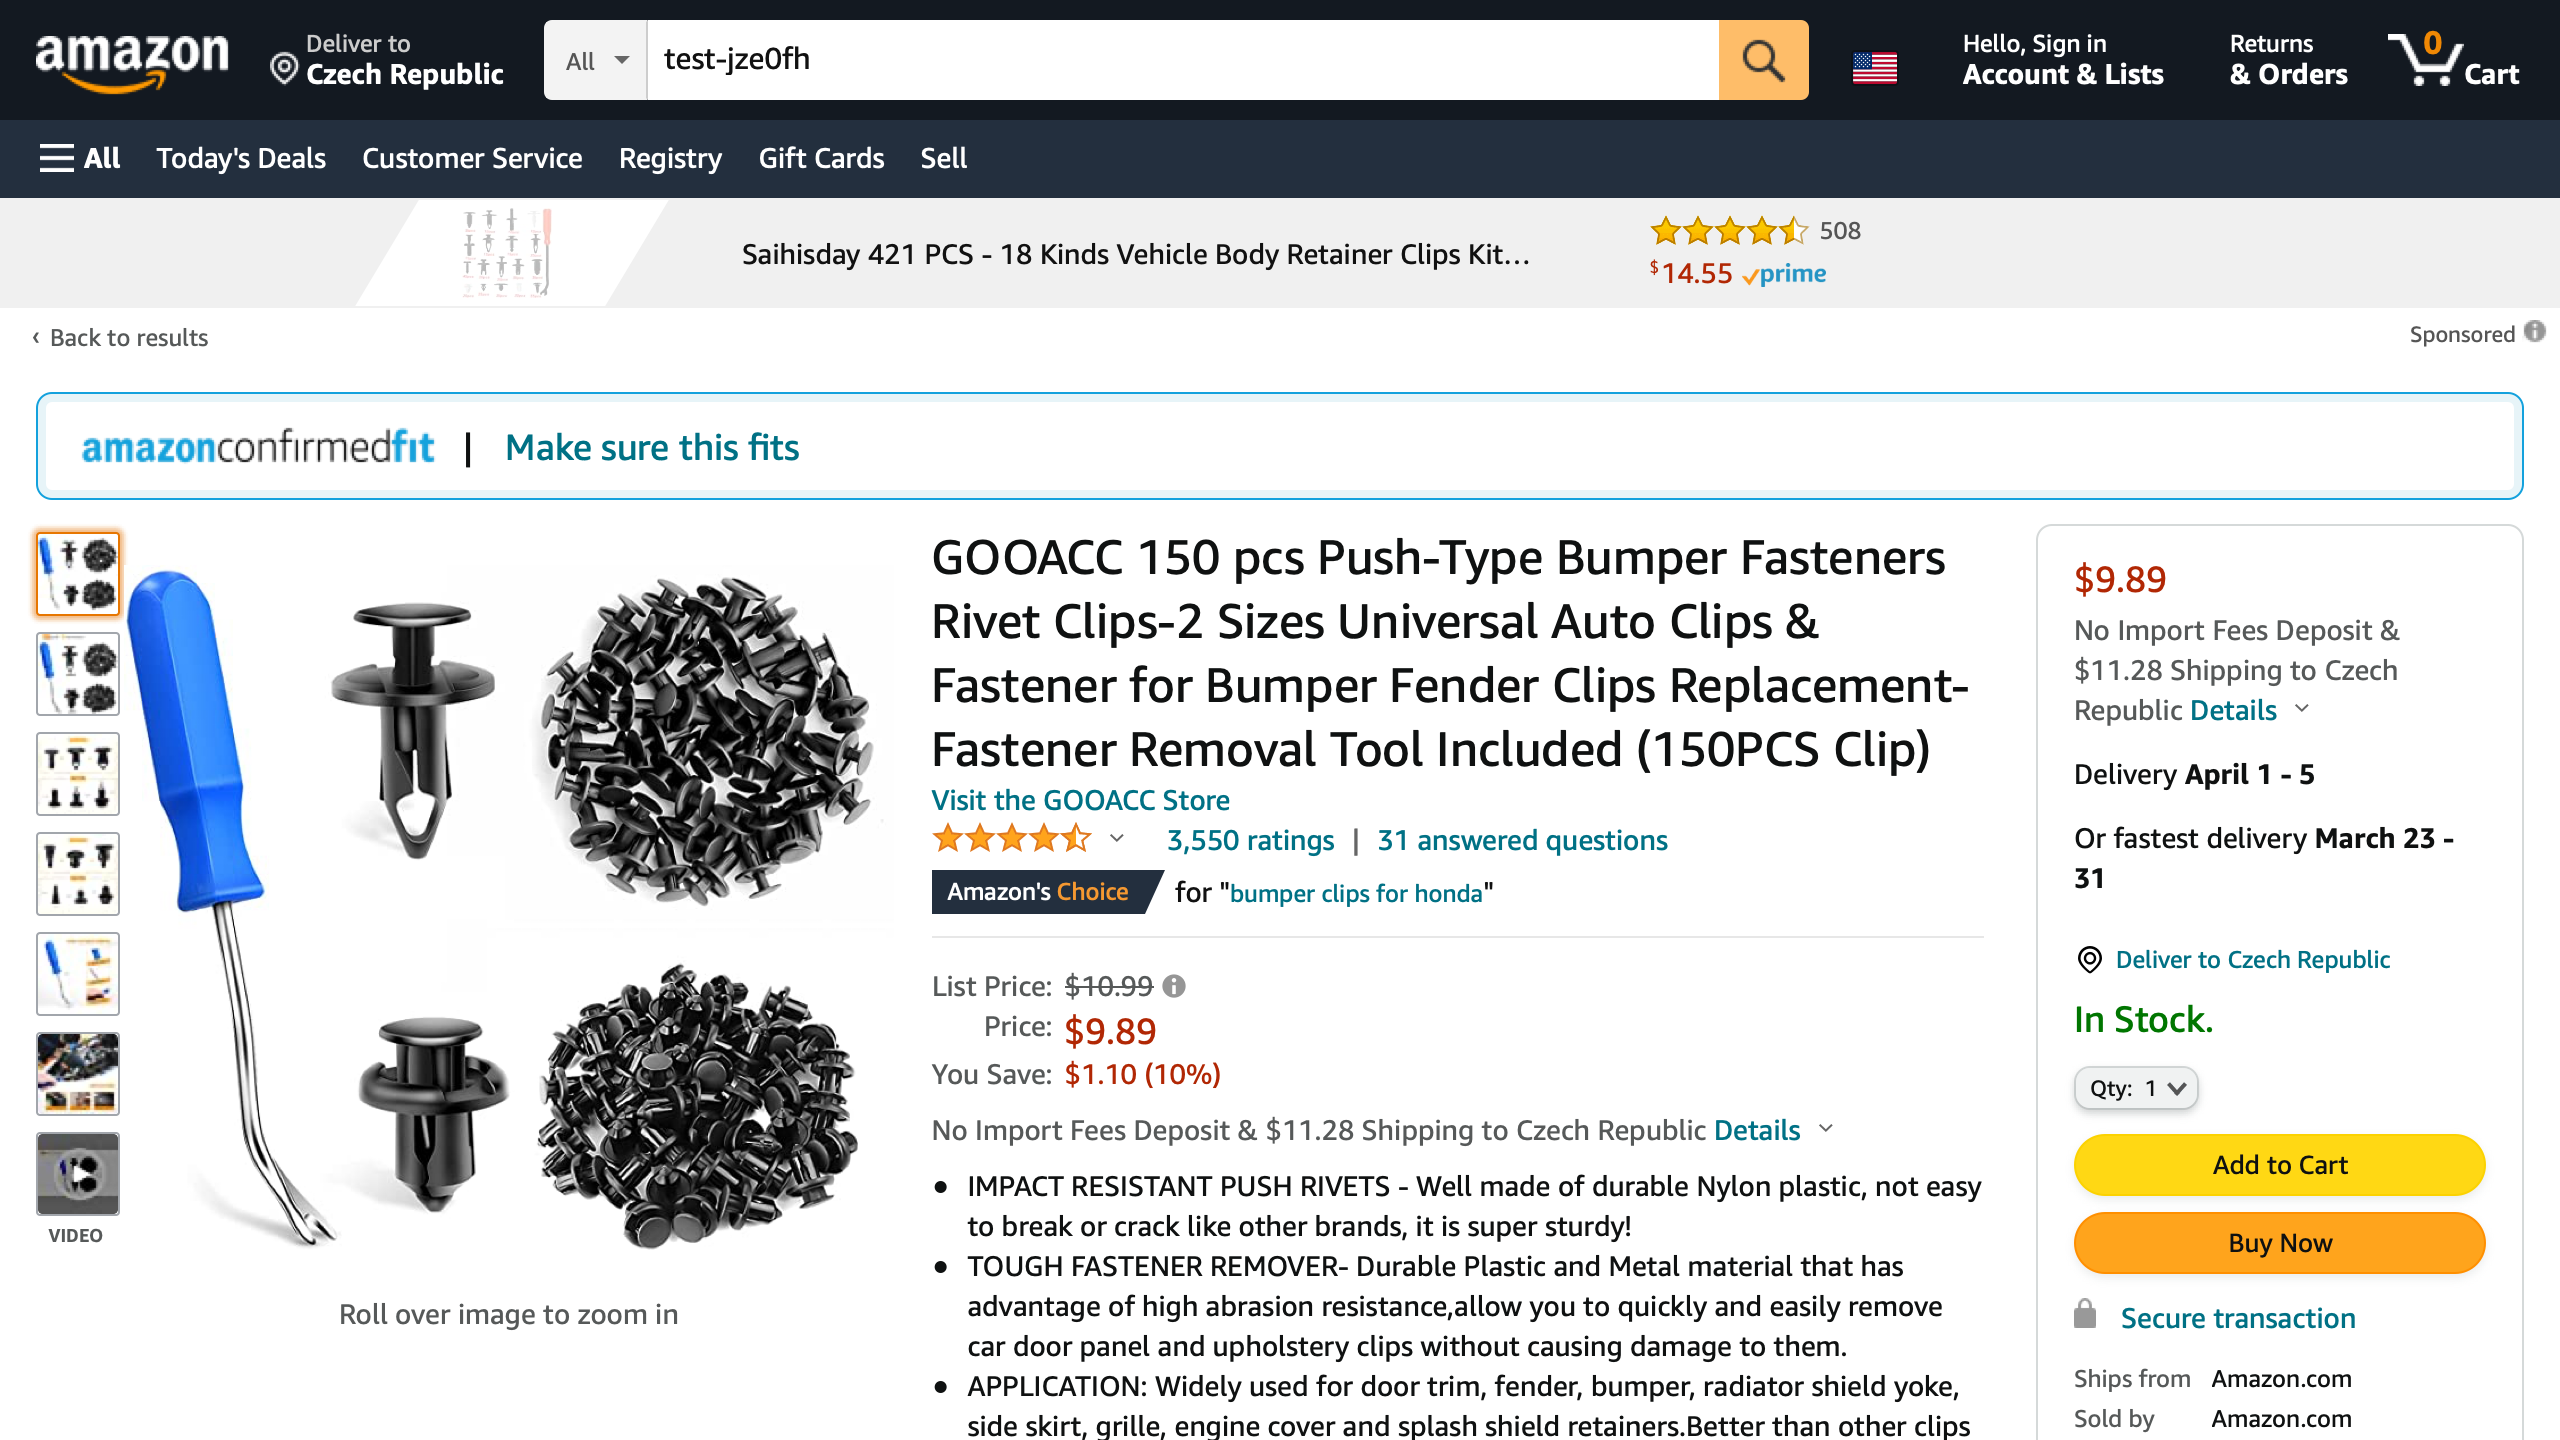 amazon
Deliver to
Czech Republic
All
test-jze0fh
Hello, Sign in
Account & Lists
Returns
& Orders
0
Cart
All
Today's Deals
Customer Service
Registry
Gift Cards
Sell
Saihisday 421 PCS - 18 Kinds Vehicle Body Retainer Clips Kit…
508
$14.55 prime
‹ Back to results
Sponsored
amazonconfirmedfit | Make sure this fits
VIDEO
Roll over image to zoom in
GOOACC 150 pcs Push-Type Bumper Fasteners
Rivet Clips-2 Sizes Universal Auto Clips &
Fastener for Bumper Fender Clips Replacement-
Fastener Removal Tool Included (150PCS Clip)
Visit the GOOACC Store
3,550 ratings | 31 answered questions
Amazon's Choice for "bumper clips for honda"
List Price: $10.99
Price: $9.89
You Save: $1.10 (10%)
No Import Fees Deposit & $11.28 Shipping to Czech Republic Details
• IMPACT RESISTANT PUSH RIVETS - Well made of durable Nylon plastic, not easy
to break or crack like other brands, it is super sturdy!
• TOUGH FASTENER REMOVER- Durable Plastic and Metal material that has
advantage of high abrasion resistance,allow you to quickly and easily remove
car door panel and upholstery clips without causing damage to them.
• APPLICATION: Widely used for door trim, fender, bumper, radiator shield yoke,
side skirt, grille, engine cover and splash shield retainers.Better than other clips
$9.89
No Import Fees Deposit &
$11.28 Shipping to Czech
Republic Details
Delivery April 1 - 5
Or fastest delivery March 23 -
31
Deliver to Czech Republic
In Stock.
Qty: 1
Add to Cart
Buy Now
Secure transaction
Ships from Amazon.com
Sold by Amazon.com